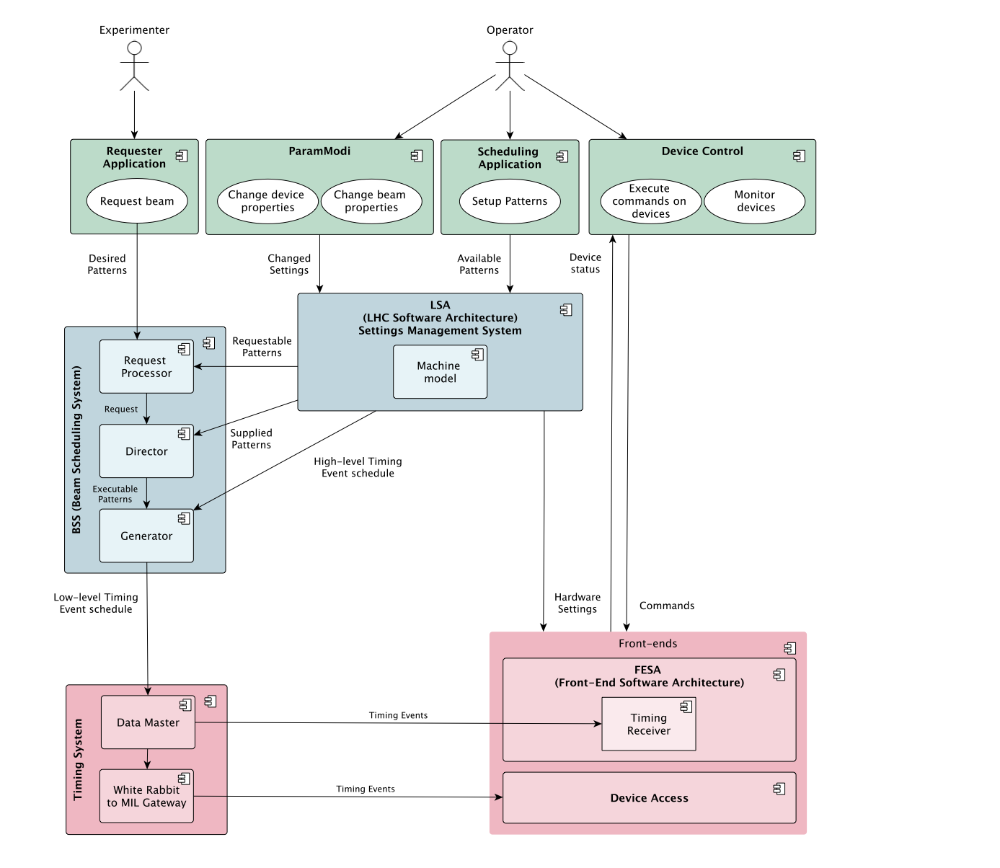 Experimenter
Operator
Requester
Application
Request beam
ParamModi
Change device
properties
Change beam
properties
Scheduling
Application
Setup Patterns
Device Control
Execute
commands on
devices
Monitor
devices
Desired
Patterns
Changed
Settings
Available
Patterns
Device
status
LSA
(LHC Software Architecture)
Settings Management System
Machine
model
Requestable
Patterns
BSS (Beam Scheduling System)
Request
Processor
Request
Director
Supplied
Patterns
High-level Timing
Event schedule
Executable
Patterns
Generator
Low-level Timing
Event schedule
Hardware
Settings
Commands
Front-ends
FESA
(Front-End Software Architecture)
Timing
Receiver
Timing System
Data Master
Timing Events
White Rabbit
to MIL Gateway
Timing Events
Device Access